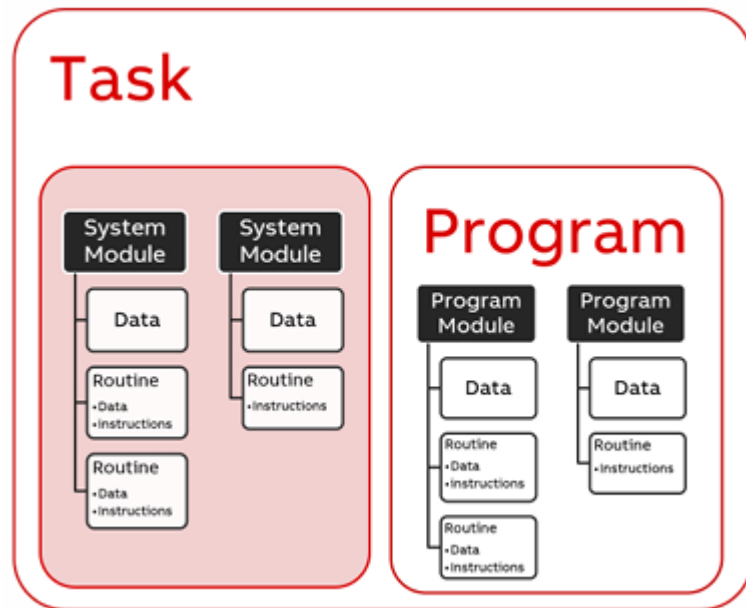 Task
System
Module
Data
Routine
•Data
•Instructions
Routine
•Data
•Instructions
System
Module
Data
Routine
•Instructions
Program
Program
Module
Data
Routine
•Data
•Instructions
Routine
•Data
•Instructions
Program
Module
Data
Routine
•Instructions